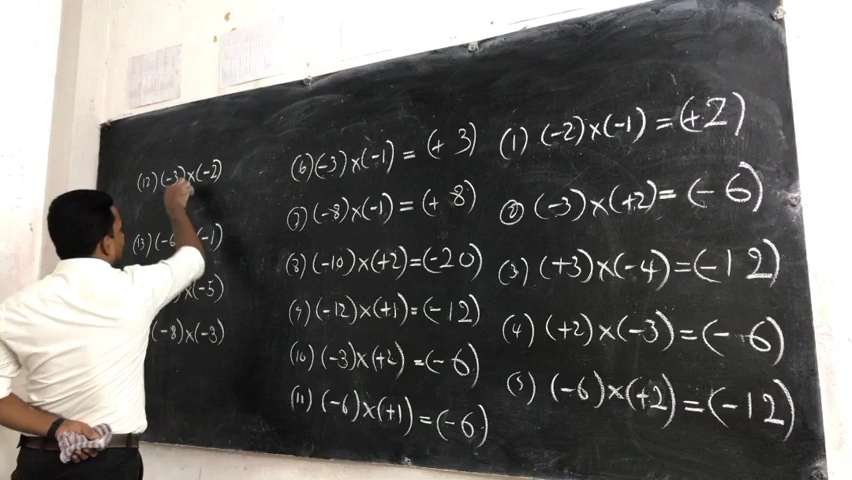 (1) (-2)×(-1) = (+2)
(2) (-3)×(+2) = (-6)
(3) (+3)×(-4) = (-12)
(4) (+2)×(-3) = (-6)
(5) (-6)×(+2) = (-12)
(6) (-3)×(-1) = (+3)
(7) (-8)×(-1) = (+8)
(8) (-10)×(+2) = (-20)
(9) (-12)×(+1) = (-12)
(10) (-3)×(+2) = (-6)
(11) (-6)×(+1) = (-6)
(12) (-3)×(-2)
(13) (-6 (-1)
×(-5)
(-8)×(-3)